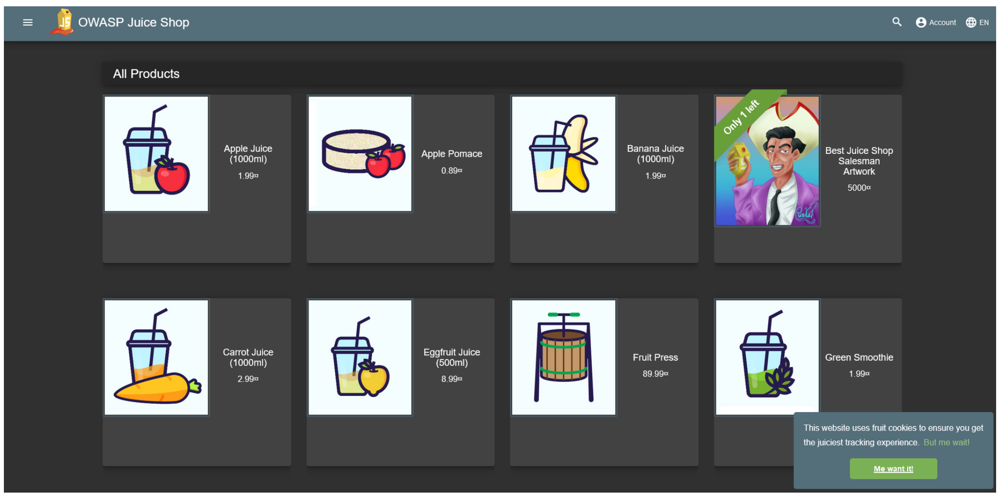 OWASP Juice Shop
Account
EN
All Products
Only 1 left
Apple Juice
(1000ml)
1.99¤
Apple Pomace
0.89¤
Banana Juice
(1000ml)
1.99¤
Best Juice Shop
Salesman
Artwork
5000¤
Carrot Juice
(1000ml)
2.99¤
Eggfruit Juice
(500ml)
8.99¤
Fruit Press
89.99¤
Green Smoothie
1.99¤
This website uses fruit cookies to ensure you get
the juiciest tracking experience. But me wait!
Me want it!